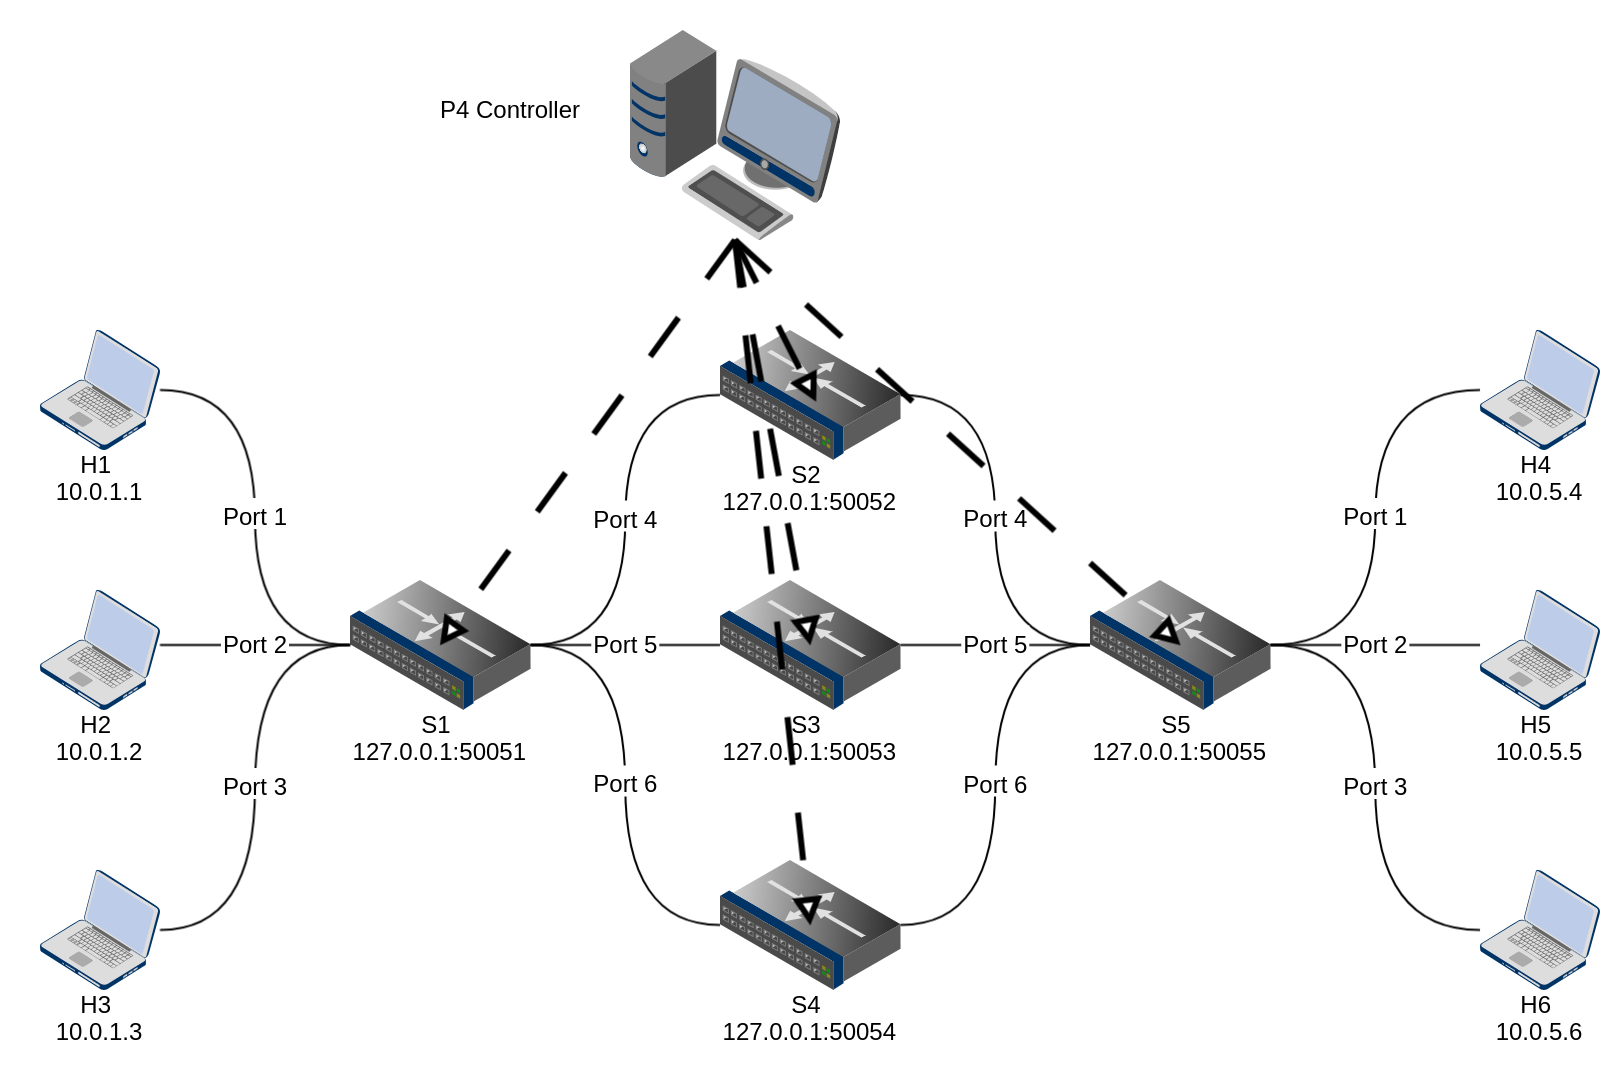 P4 Controller
H1
10.0.1.1
H4
10.0.5.4
S2
127.0.0.1:50052
Port 1
Port 4
Port 4
Port 1
Port 2
Port 5
Port 5
Port 2
H2
10.0.1.2
S1
127.0.0.1:50051
S3
127.0.0.1:50053
S5
127.0.0.1:50055
H5
10.0.5.5
Port 3
Port 6
Port 6
Port 3
H3
10.0.1.3
S4
127.0.0.1:50054
H6
10.0.5.6